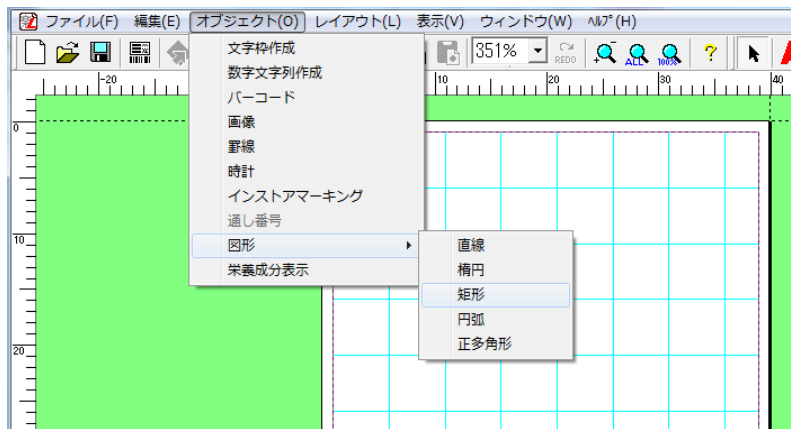 ファイル(F) 編集(E) オブジェクト(O) レイアウト(L) 表示(V) ウィンドウ(W) ﾍﾙﾌﾟ(H)
351% REDO ALL 100% ?
-20 10 20 30 40
文字枠作成
数字文字列作成
バーコード
画像
0
罫線
時計
インストアマーキング
通し番号
10
図形
直線
栄養成分表示
楕円
矩形
円弧
正多角形
20